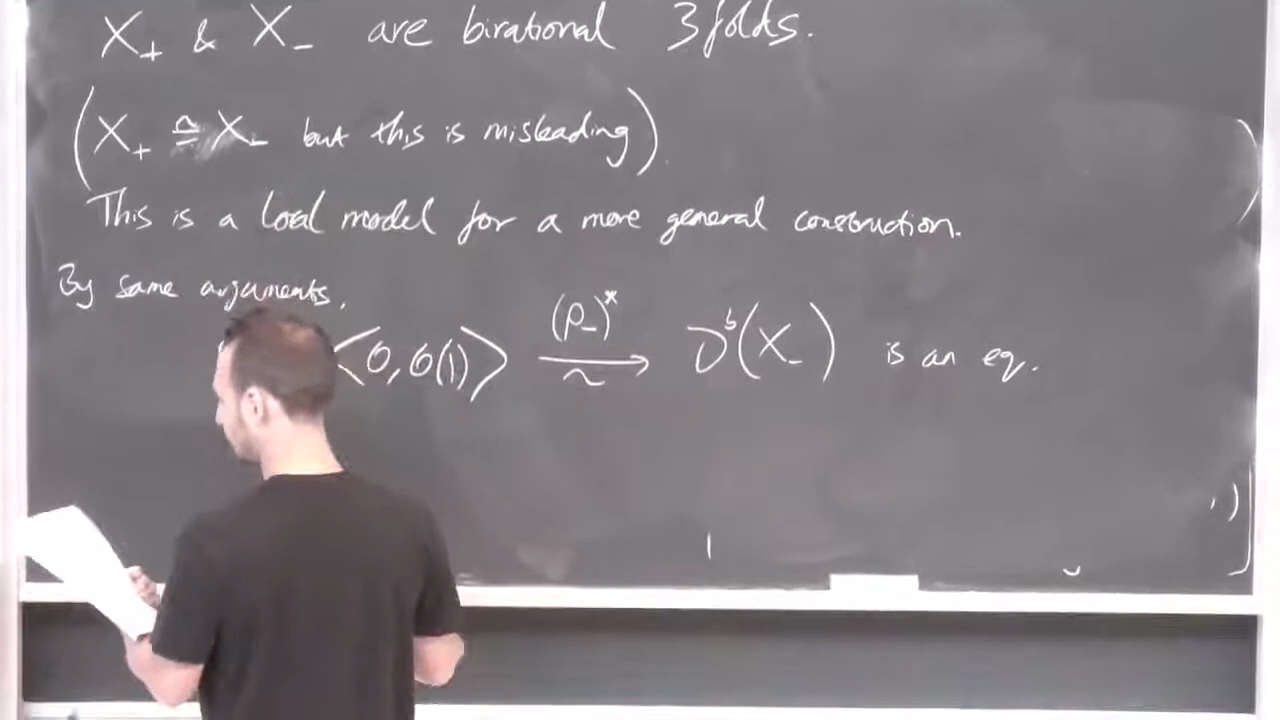 X₊ & X₋ are birational 3folds.
(X₊ ≅ X₋ but this is misleading).
This is a local model for a more general construction.
By same arguments,
<O, O(1)> (p₋)* ⟶ ~ Dᵇ(X₋) is an eq.